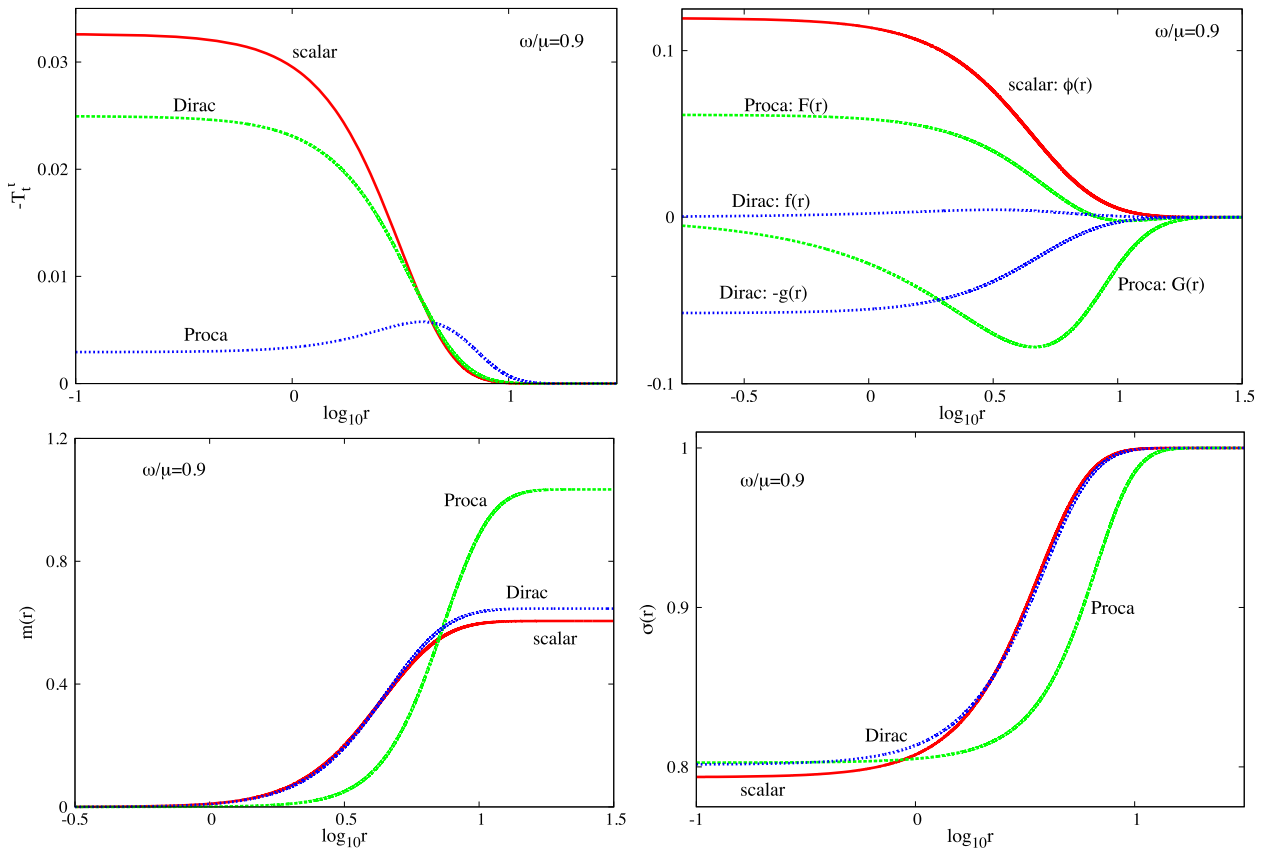 ω/μ=0.9
scalar
Dirac
Proca
-T_t^t
0.03
0.02
0.01
0
-1
0
1
log₁₀r
ω/μ=0.9
scalar: ϕ(r)
Proca: F(r)
Dirac: f(r)
Dirac: -g(r)
Proca: G(r)
0.1
0
-0.1
-0.5
0
0.5
1
1.5
log₁₀r
ω/μ=0.9
Proca
Dirac
scalar
m(r)
1.2
0.8
0.4
0
-0.5
0
0.5
1
1.5
log₁₀r
ω/μ=0.9
Proca
Dirac
scalar
σ(r)
1
0.9
0.8
-1
0
1
log₁₀r